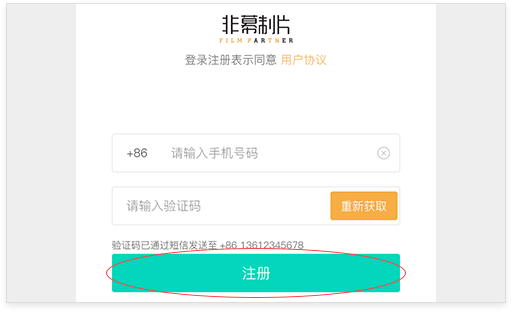 非幕制片
FILM PARTNER
登录注册表示同意 用户协议
+86 请输入手机号码
请输入验证码 重新获取
验证码已通过短信发送至 +86 13612345678
注册